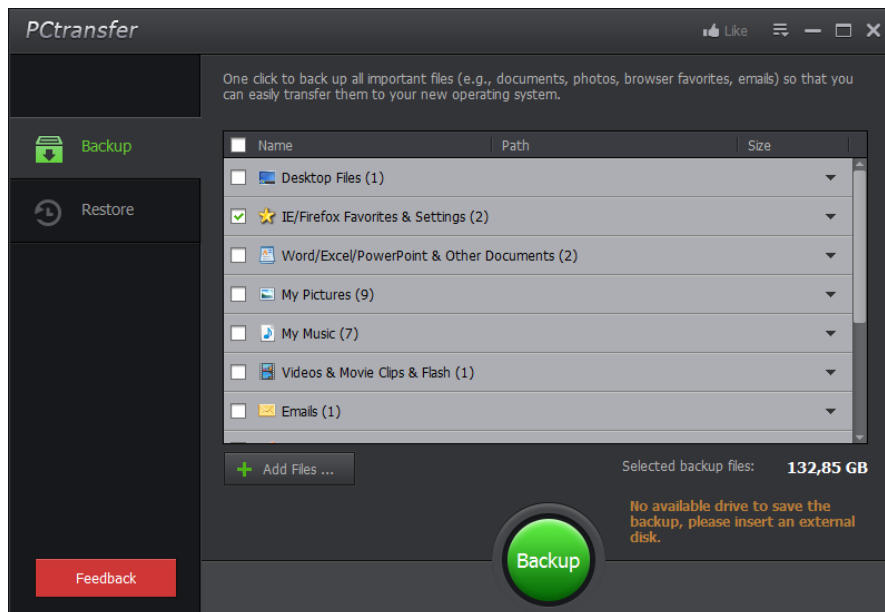 PCtransfer
Like
One click to back up all important files (e.g., documents, photos, browser favorites, emails) so that you
can easily transfer them to your new operating system.
Backup
Restore
Name Path Size
Desktop Files (1)
IE/Firefox Favorites & Settings (2)
Word/Excel/PowerPoint & Other Documents (2)
My Pictures (9)
My Music (7)
Videos & Movie Clips & Flash (1)
Emails (1)
Add Files ...
Selected backup files: 132,85 GB
No available drive to save the
backup, please insert an external
disk.
Backup
Feedback